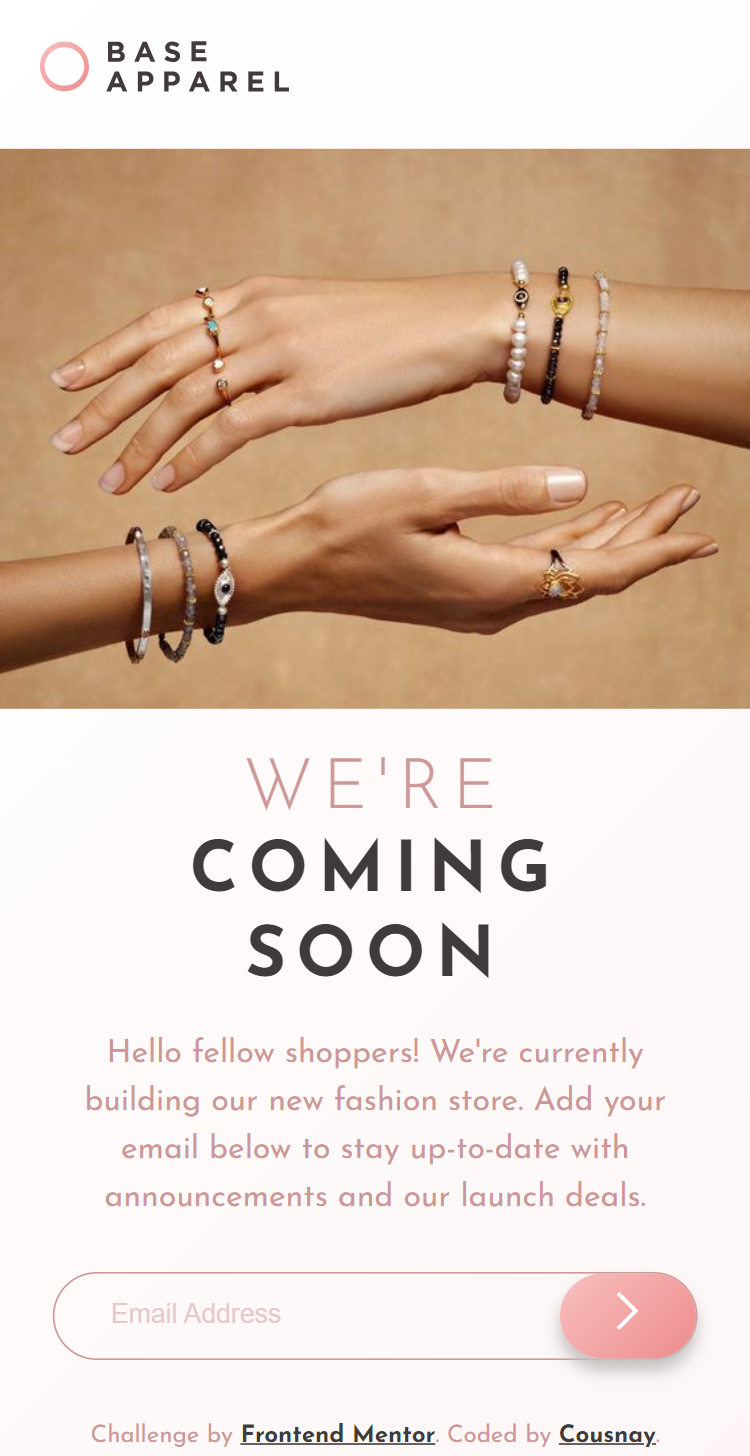 BASE
APPAREL
WE'RE
COMING
SOON
Hello fellow shoppers! We're currently
building our new fashion store. Add your
email below to stay up-to-date with
announcements and our launch deals.
Email Address
Challenge by Frontend Mentor. Coded by Cousnay.